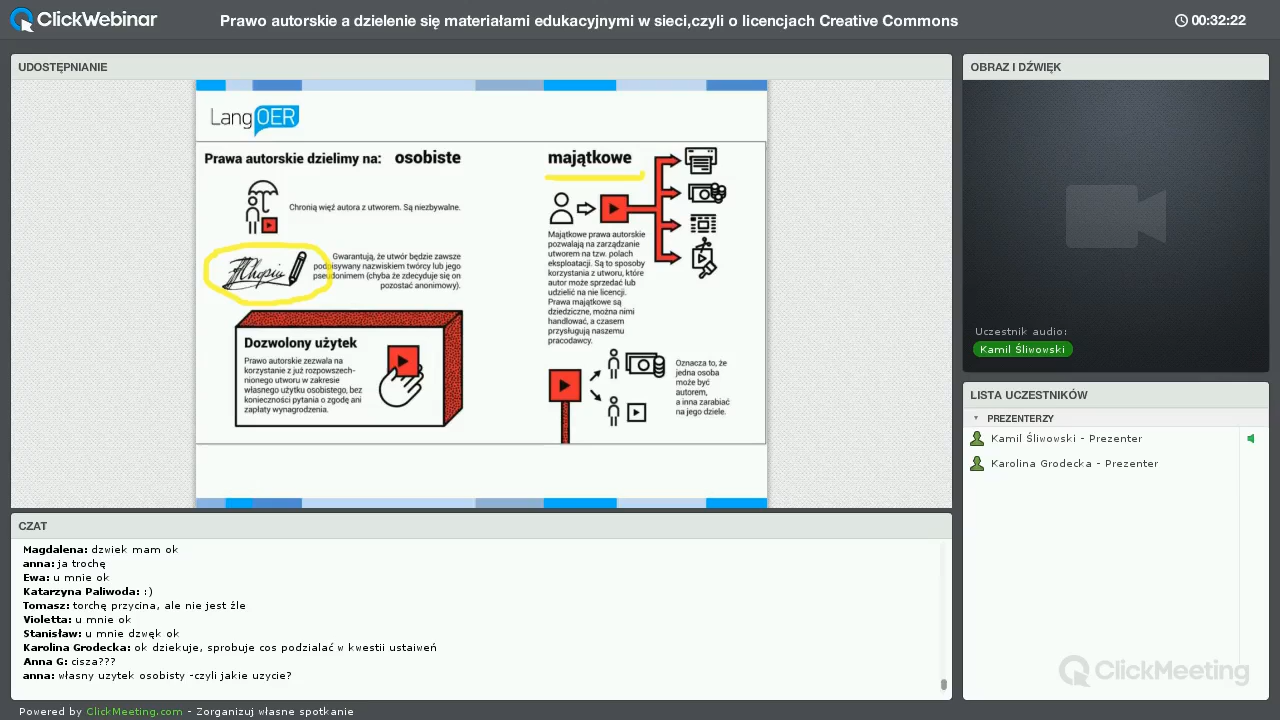 ClickWebinar
Prawo autorskie a dzielenie się materiałami edukacyjnymi w sieci,czyli o licencjach Creative Commons
00:32:22
UDOSTĘPNIANIE
LangOER
Prawa autorskie dzielimy na: osobiste
Chronią więź autora z utworem. Są niezbywalne.
FChopin
Gwarantują, że utwór będzie zawsze
podpisywany nazwiskiem twórcy lub jego
pseudonimem (chyba że zdecyduje się on
pozostać anonimowy).
Dozwolony użytek
Prawo autorskie zezwala na
korzystanie z już rozpowszech-
nionego utworu w zakresie
własnego użytku osobistego, bez
konieczności pytania o zgodę ani
zapłaty wynagrodzenia.
majątkowe
Majątkowe prawa autorskie
pozwalają na zarządzanie
utworem na tzw. polach
eksploatacji. Są to sposoby
korzystania z utworu, które
autor może sprzedać lub
udzielić na nie licencji.
Prawa majątkowe są
dziedziczne, można nimi
handlować, a czasem
przysługują naszemu
pracodawcy.
Oznacza to, że
jedna osoba
może być
autorem,
a inna zarabiać
na jego dziele.
OBRAZ I DŹWIĘK
Uczestnik audio:
Kamil Śliwowski
LISTA UCZESTNIKÓW
PREZENTERZY
Kamil Śliwowski - Prezenter
Karolina Grodecka - Prezenter
CZAT
Magdalena: dzwiek mam ok
anna: ja trochę
Ewa: u mnie ok
Katarzyna Paliwoda: :)
Tomasz: torchę przycina, ale nie jest źle
Violetta: u mnie ok
Stanisław: u mnie dzwęk ok
Karolina Grodecka: ok dziekuje, sprobuje cos podzialać w kwestii ustaiweń
Anna G: cisza???
anna: własny uzytek osobisty -czyli jakie uzycie?
ClickMeeting
Powered by ClickMeeting.com - Zorganizuj własne spotkanie